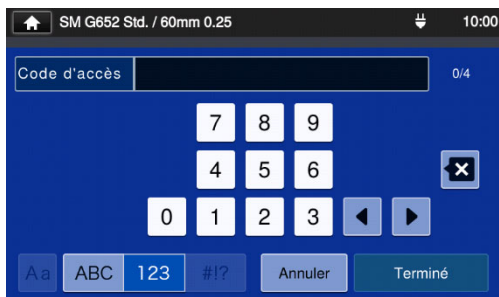 SM G652 Std. / 60mm 0.25 10:00
Code d'accès 0/4
7 8 9
4 5 6
0 1 2 3
Aa ABC 123 #!? Annuler Terminé